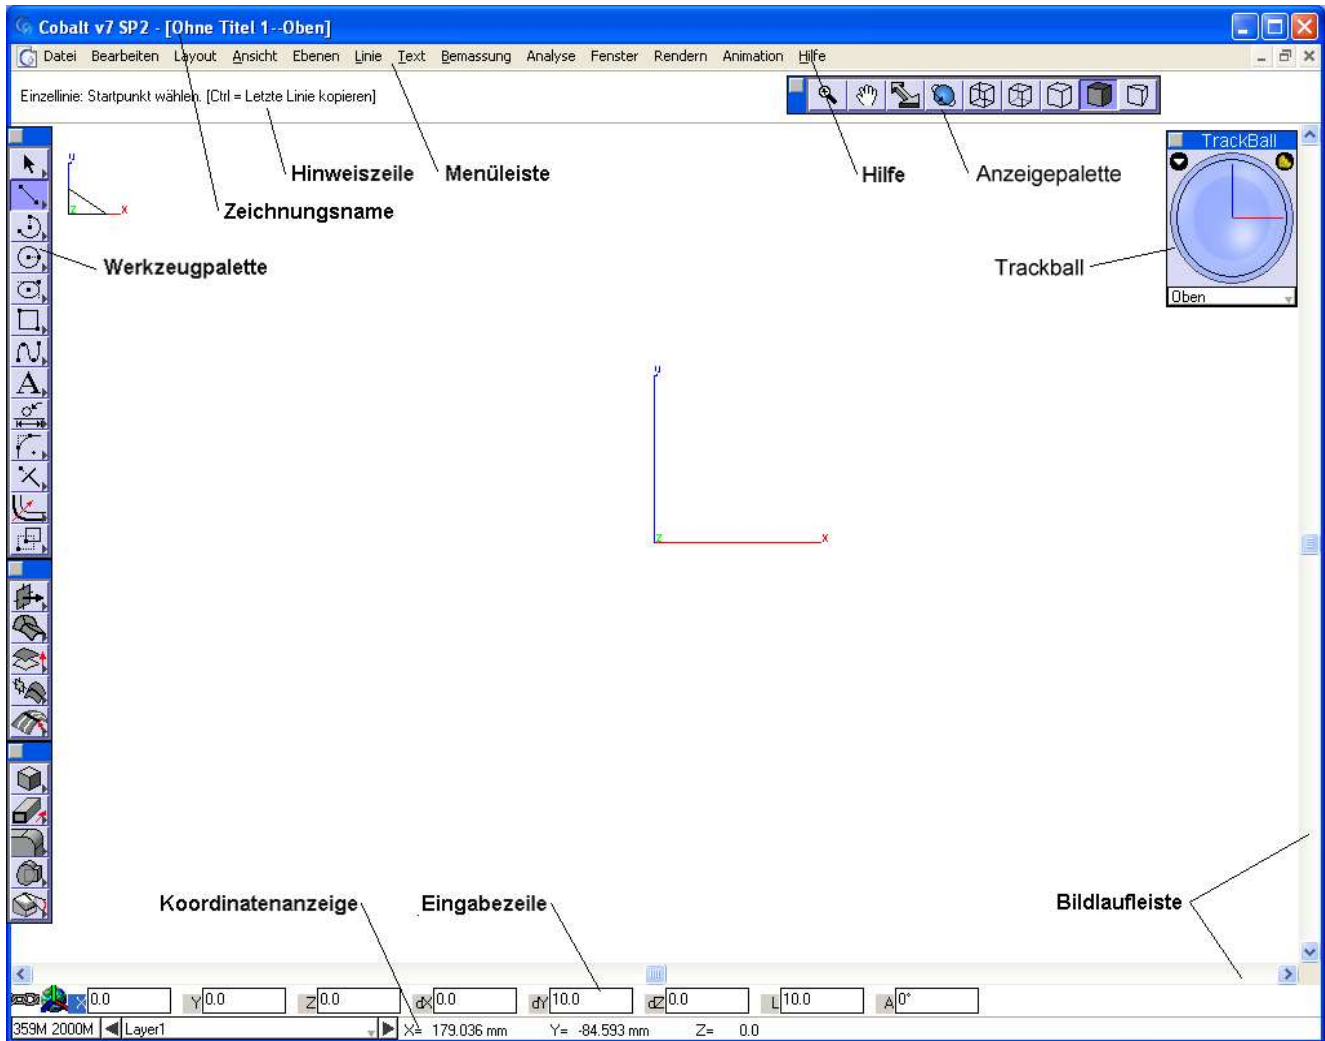 Cobalt v7 SP2 - [Ohne Titel 1--Oben]
Datei Bearbeiten Layout Ansicht Ebenen Linie Text Bemassung Analyse Fenster Rendern Animation Hilfe
Einzellinie: Startpunkt wählen. [Ctrl = Letzte Linie kopieren]
TrackBall
y
Hinweiszeile Menüleiste Hilfe Anzeigepalette
z x
Zeichnungsname
Werkzeugpalette Trackball
Oben
A
y
z x
Koordinatenanzeige Eingabezeile Bildlaufleiste
X 0.0 Y 0.0 Z 0.0 dX 0.0 dY 10.0 dZ 0.0 L 10.0 A 0°
359M 2000M Layer1 X= 179.036 mm Y= -84.593 mm Z= 0.0